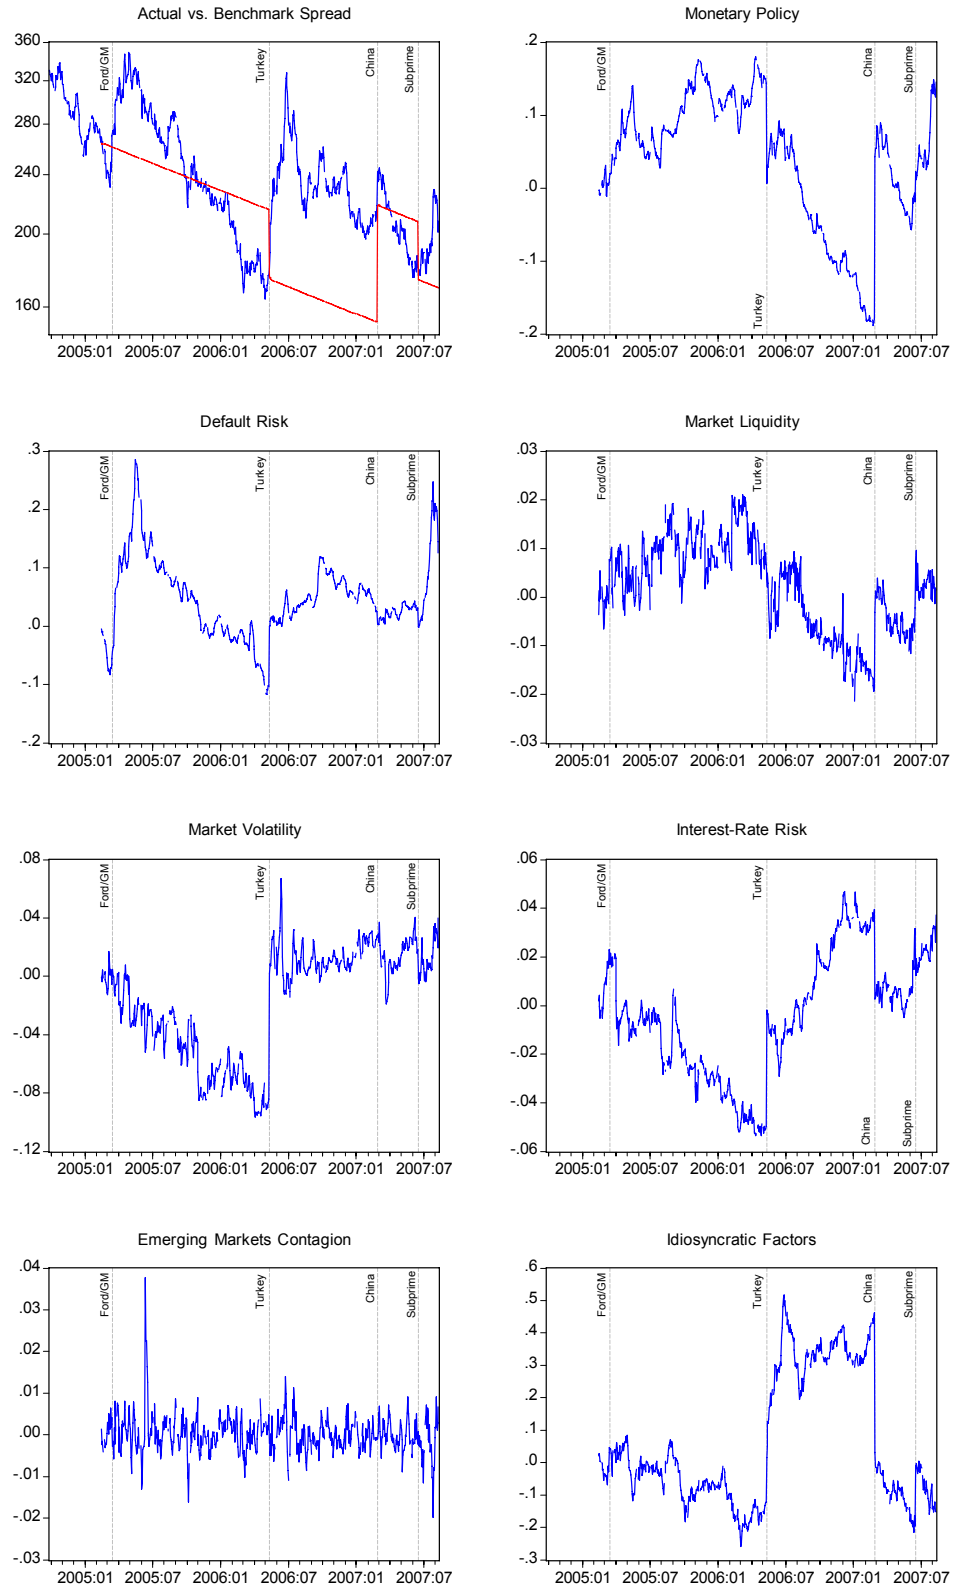 Actual vs. Benchmark Spread
360
320
280
240
200
160
Ford/GM
Turkey
China
Subprime
2005:01 2005:07 2006:01 2006:07 2007:01 2007:07
Monetary Policy
.2
.1
.0
-.1
-.2
Ford/GM
Turkey
China
Subprime
2005:01 2005:07 2006:01 2006:07 2007:01 2007:07
Default Risk
.3
.2
.1
.0
-.1
-.2
Ford/GM
Turkey
China
Subprime
2005:01 2005:07 2006:01 2006:07 2007:01 2007:07
Market Liquidity
.03
.02
.01
.00
-.01
-.02
-.03
Ford/GM
Turkey
China
Subprime
2005:01 2005:07 2006:01 2006:07 2007:01 2007:07
Market Volatility
.08
.04
.00
-.04
-.08
-.12
Ford/GM
Turkey
China
Subprime
2005:01 2005:07 2006:01 2006:07 2007:01 2007:07
Interest-Rate Risk
.06
.04
.02
.00
-.02
-.04
-.06
Ford/GM
Turkey
China
Subprime
2005:01 2005:07 2006:01 2006:07 2007:01 2007:07
Emerging Markets Contagion
.04
.03
.02
.01
.00
-.01
-.02
-.03
Ford/GM
Turkey
China
Subprime
2005:01 2005:07 2006:01 2006:07 2007:01 2007:07
Idiosyncratic Factors
.6
.5
.4
.3
.2
.1
.0
-.1
-.2
-.3
Ford/GM
Turkey
China
Subprime
2005:01 2005:07 2006:01 2006:07 2007:01 2007:07